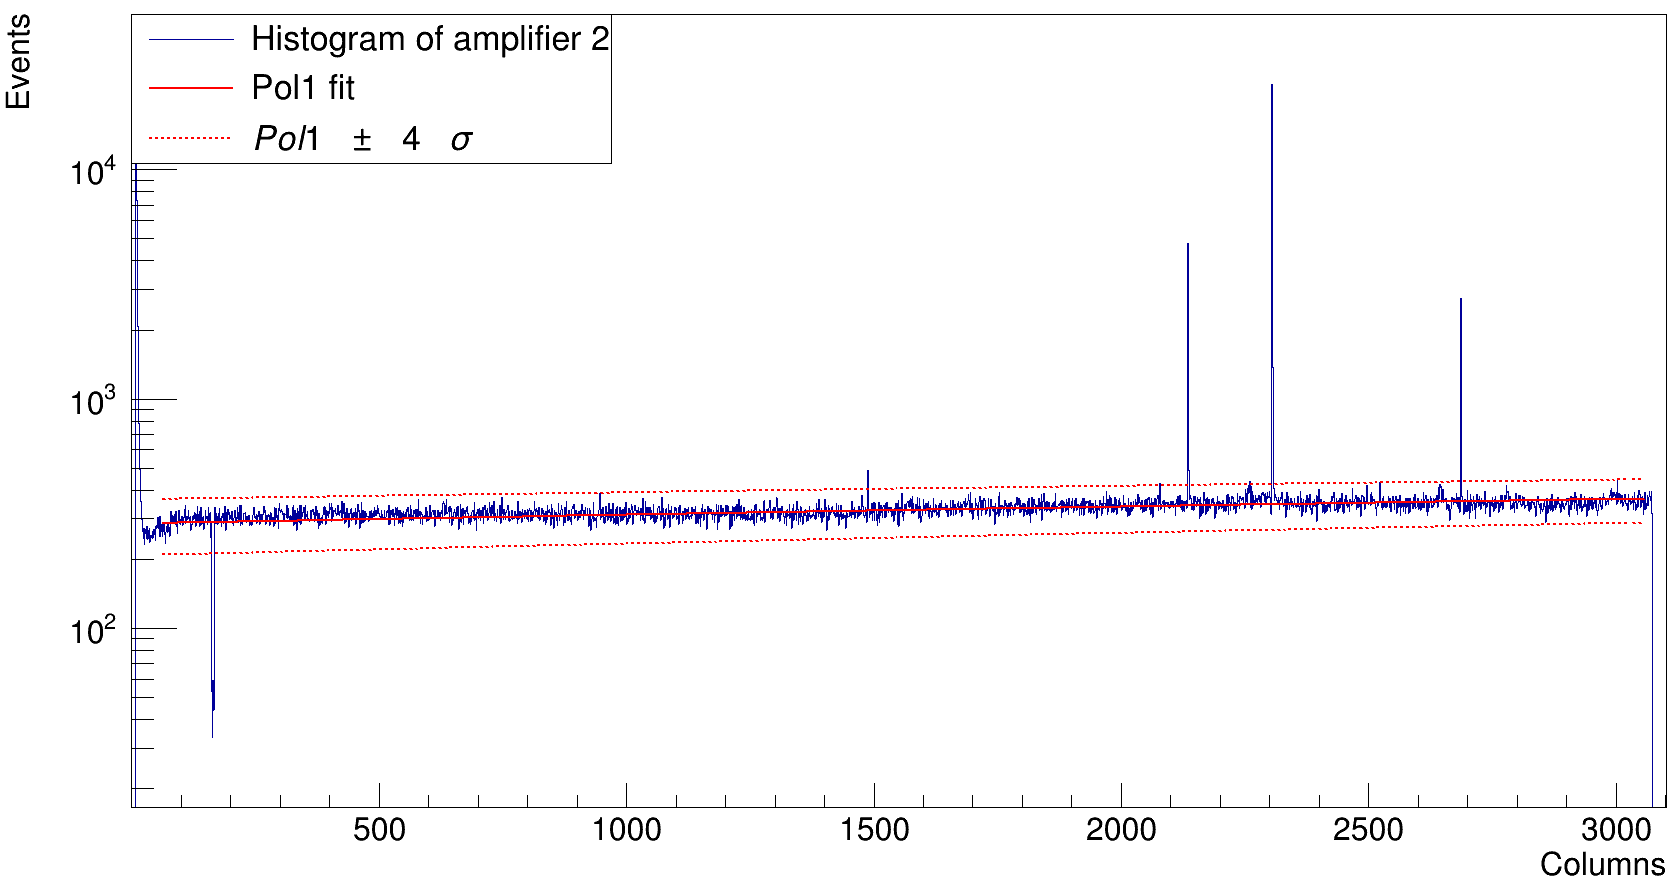 Events
Histogram of amplifier 2
Pol1 fit
Pol1 ± 4 σ
10⁴
10³
10²
500 1000 1500 2000 2500 3000
Columns